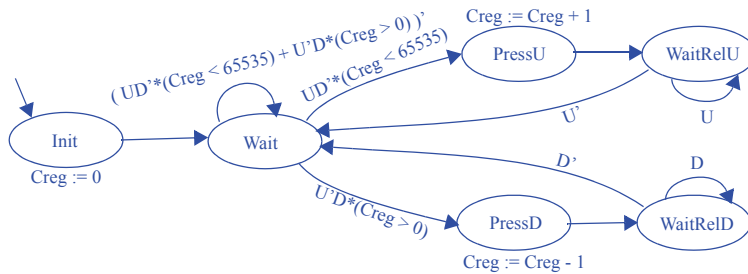 Creg := Creg + 1
PressU
WaitRelU
( UD'*(Creg < 65535) + U'D*(Creg > 0) )'
UD'*(Creg < 65535)
U'
U
Init
Wait
Creg := 0
D'
D
U'D*(Creg > 0)
PressD
WaitRelD
Creg := Creg - 1